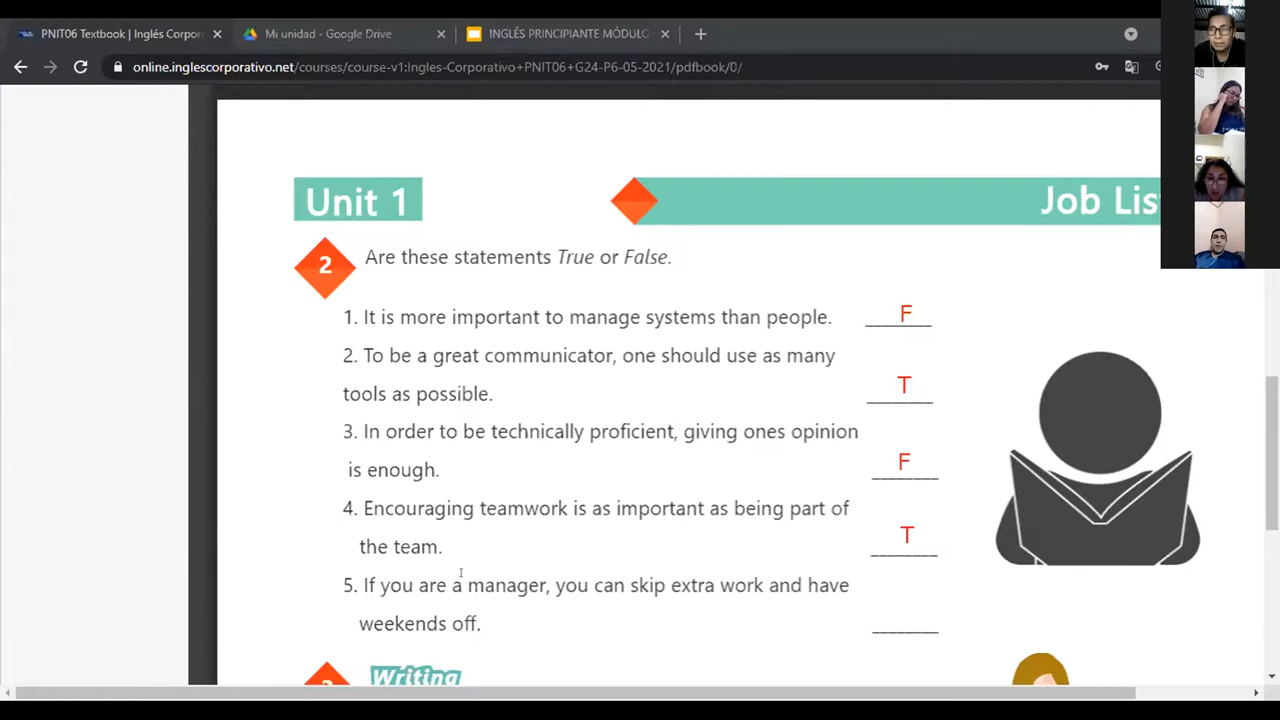 PNIT06 Textbook | Inglés Corpor
Mi unidad - Google Drive
INGLÉS PRINCIPIANTE MÓDULO
online.inglescorporativo.net/courses/course-v1:Ingles-Corporativo+PNIT06+G24-P6-05-2021/pdfbook/0/
Unit 1
Job Lis
2
Are these statements True or False.
1. It is more important to manage systems than people. F
2. To be a great communicator, one should use as many
tools as possible. T
3. In order to be technically proficient, giving ones opinion
is enough. F
4. Encouraging teamwork is as important as being part of
the team. T
5. If you are a manager, you can skip extra work and have
weekends off.
Writing